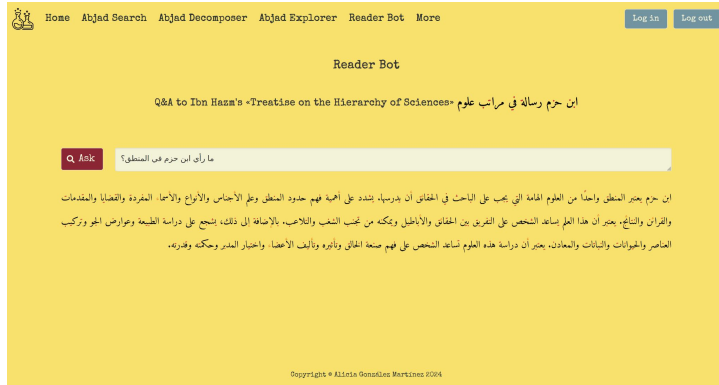 Home Abjad Search Abjad Decomposer Abjad Explorer Reader Bot More Log in Log out
Reader Bot
Q&A to Ibn Hazm's «Treatise on the Hierarchy of Sciences» ابن حزم رسالة في مراتب علوم
Ask ما رأى ابن حزم في المنطق؟
ابن حزم يعتبر المنطق واحدًا من العلوم الهامة التي يجب على الباحث في الحقائق أن يدرسها. يشدد على أهمية فهم حدود المنطق وعلم الأجناس والأنواع والأسماء المفردة والقضايا والمقدمات
والقرائن والنتائج. يعتبر أن هذا العلم يساعد الشخص على التفريق بين الحقائق والأباطيل ويمكنه من تجنب الشغب والتلاعب. بالإضافة إلى ذلك، يشجع على دراسة الطبيعة وعوارض الجو وتركيب
العناصر والحيوانات والنباتات والمعادن. يعتبر أن دراسة هذه العلوم تساعد الشخص على فهم صنعة الخالق وتأثيره وتأليف الأعضاء واختيار المدبر وحكمته وقدرته.
Copyright © Alicia González Martínez 2024